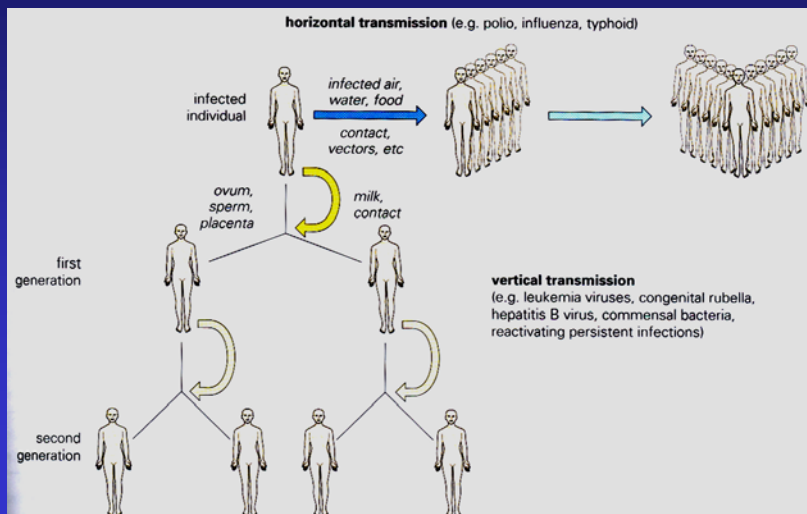 horizontal transmission (e.g. polio, influenza, typhoid)
infected
individual
infected air,
water, food
contact,
vectors, etc
ovum,
sperm,
placenta
milk,
contact
first
generation
vertical transmission
(e.g. leukemia viruses, congenital rubella,
hepatitis B virus, commensal bacteria,
reactivating persistent infections)
second
generation